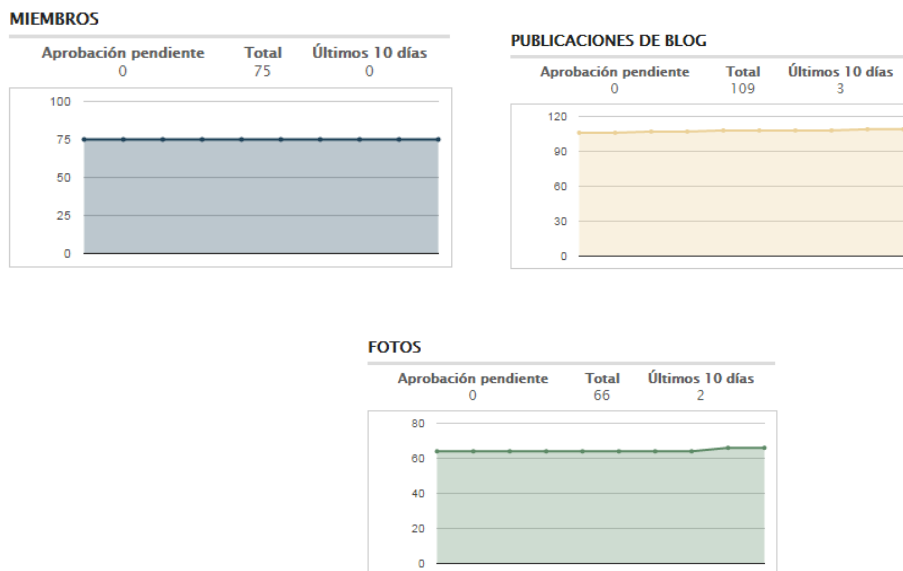 MIEMBROS
Aprobación pendiente Total Últimos 10 días
0 75 0
100
75
50
25
0
PUBLICACIONES DE BLOG
Aprobación pendiente Total Últimos 10 días
0 109 3
120
90
60
30
0
FOTOS
Aprobación pendiente Total Últimos 10 días
0 66 2
80
60
40
20
0